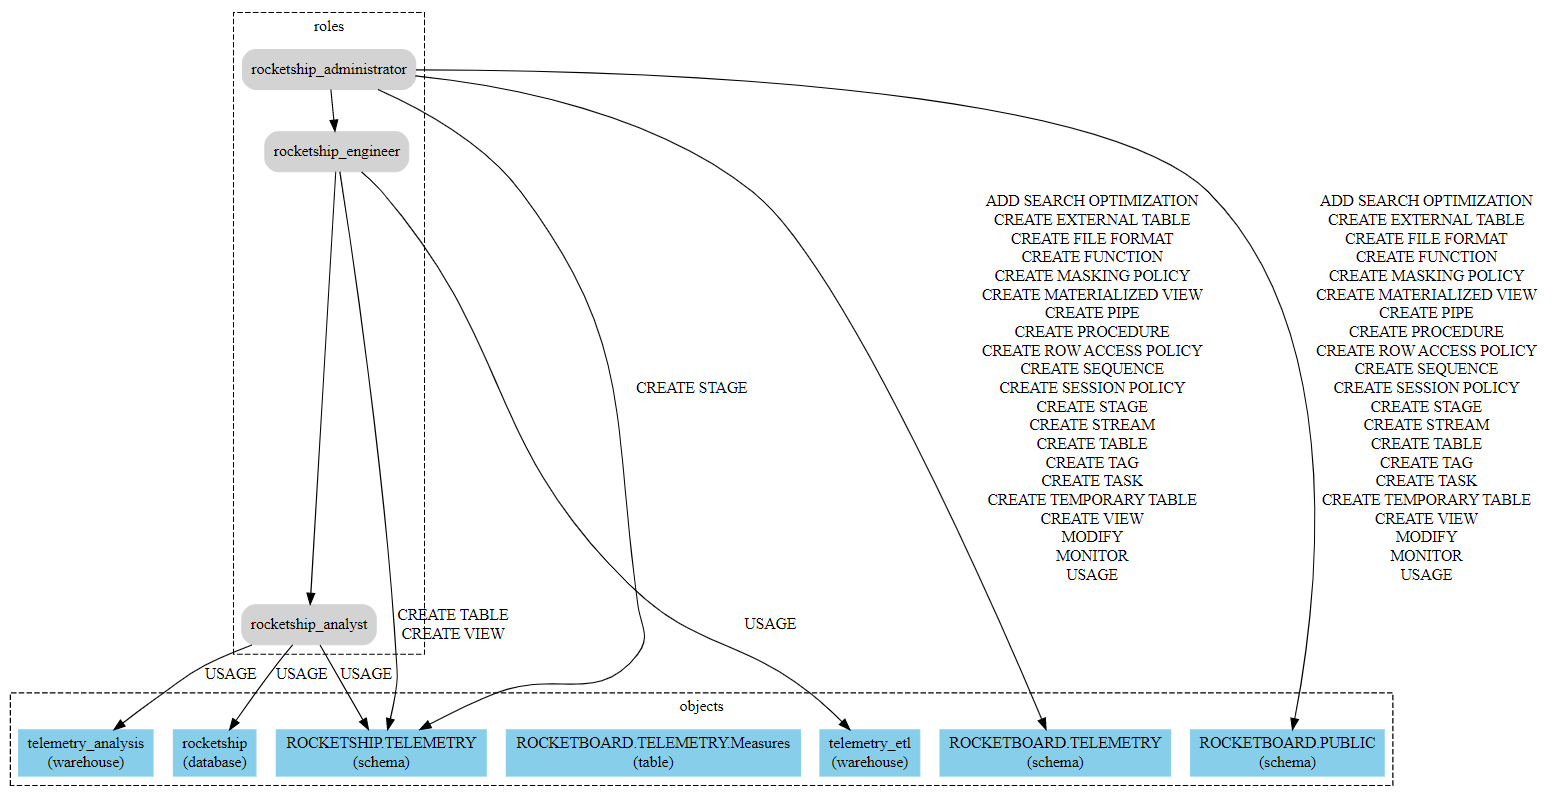 roles
rocketship_administrator
rocketship_engineer
ADD SEARCH OPTIMIZATION
CREATE EXTERNAL TABLE
CREATE FILE FORMAT
CREATE FUNCTION
CREATE MASKING POLICY
CREATE MATERIALIZED VIEW
CREATE PIPE
CREATE PROCEDURE
CREATE ROW ACCESS POLICY
CREATE SEQUENCE
CREATE SESSION POLICY
CREATE STAGE
CREATE STREAM
CREATE TABLE
CREATE TAG
CREATE TASK
CREATE TEMPORARY TABLE
CREATE VIEW
MODIFY
MONITOR
USAGE
ADD SEARCH OPTIMIZATION
CREATE EXTERNAL TABLE
CREATE FILE FORMAT
CREATE FUNCTION
CREATE MASKING POLICY
CREATE MATERIALIZED VIEW
CREATE PIPE
CREATE PROCEDURE
CREATE ROW ACCESS POLICY
CREATE SEQUENCE
CREATE SESSION POLICY
CREATE STAGE
CREATE STREAM
CREATE TABLE
CREATE TAG
CREATE TASK
CREATE TEMPORARY TABLE
CREATE VIEW
MODIFY
MONITOR
USAGE
CREATE STAGE
rocketship_analyst
CREATE TABLE
CREATE VIEW
USAGE
USAGE
USAGE
USAGE
objects
telemetry_analysis
(warehouse)
rocketship
(database)
ROCKETSHIP.TELEMETRY
(schema)
ROCKETBOARD.TELEMETRY.Measures
(table)
telemetry_etl
(warehouse)
ROCKETBOARD.TELEMETRY
(schema)
ROCKETBOARD.PUBLIC
(schema)